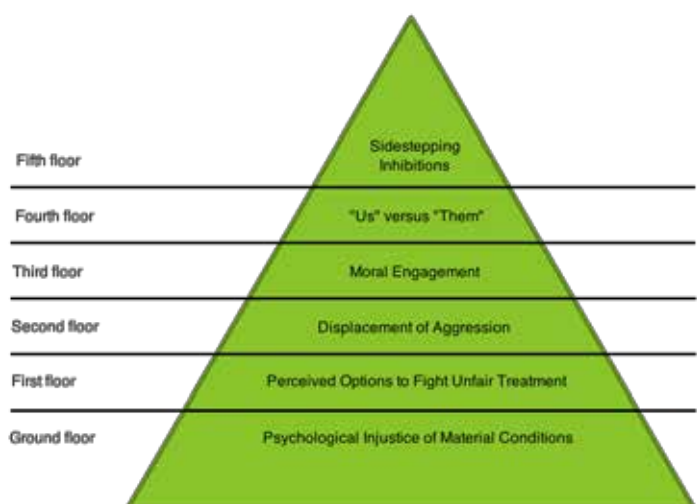 Sidestepping
Inhibitions
Fifth floor
Fourth floor
"Us" versus "Them"
Third floor
Moral Engagement
Second floor
Displacement of Aggression
First floor
Perceived Options to Fight Unfair Treatment
Ground floor
Psychological Injustice of Material Conditions